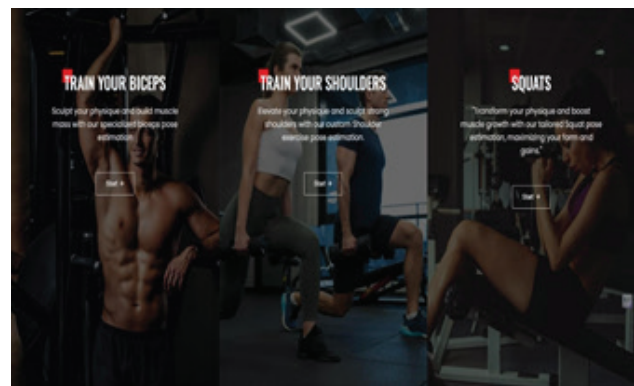 TRAIN YOUR BICEPS
Sculpt your physique and build muscle
mass with our specialized biceps pose
estimation
Start
TRAIN YOUR SHOULDERS
Elevate your physique and sculpt strong
shoulders with our custom Shoulder
exercise pose estimation.
Start
SQUATS
"Transform your physique and boost
muscle growth with our tailored Squat pose
estimation, maximizing your form and
gains."
Start